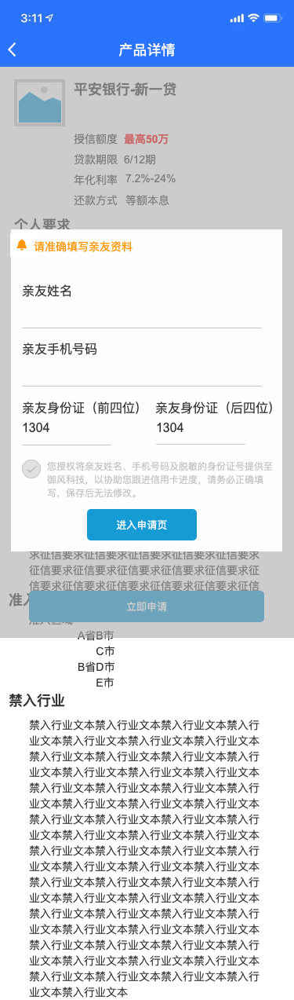 3:11
产品详情
平安银行-新一贷
授信额度 最高50万
贷款期限 6/12期
年化利率 7.2%-24%
还款方式 等额本息
个人要求
请准确填写亲友资料
亲友姓名
亲友手机号码
亲友身份证（前四位） 亲友身份证（后四位）
1304 1304
您授权将亲友姓名、手机号码及脱敏的身份证号提供至
御风科技，以协助您跟进信用卡进度，请务必正确填
写，保存后无法修改。
进入申请页
求征信要求征信要求征信要求征信要求征信要
征信要求征信要求征信要求征信要求征信要求
信要求征信要求征信要求征信要求征信要求征信
准入
立即申请
准入区域
A省B市
C市
B省D市
E市
禁入行业
禁入行业文本禁入行业文本禁入行业文本禁入行
业文本禁入行业文本禁入行业文本禁入行业文本
禁入行业文本禁入行业文本禁入行业文本禁入行
业文本禁入行业文本禁入行业文本禁入行业文本
禁入行业文本禁入行业文本禁入行业文本禁入行
业文本禁入行业文本禁入行业文本禁入行业文本
禁入行业文本禁入行业文本禁入行业文本禁入行
业文本禁入行业文本禁入行业文本禁入行业文本
禁入行业文本禁入行业文本禁入行业文本禁入行
业文本禁入行业文本禁入行业文本禁入行业文本
禁入行业文本禁入行业文本禁入行业文本禁入行
业文本禁入行业文本禁入行业文本禁入行业文本
禁入行业文本禁入行业文本禁入行业文本禁入行
业文本禁入行业文本禁入行业文本禁入行业文本
禁入行业文本禁入行业文本禁入行业文本禁入行
业文本禁入行业文本禁入行业文本禁入行业文本
禁入行业文本禁入行业文本禁入行业文本禁入行
业文本禁入行业文本